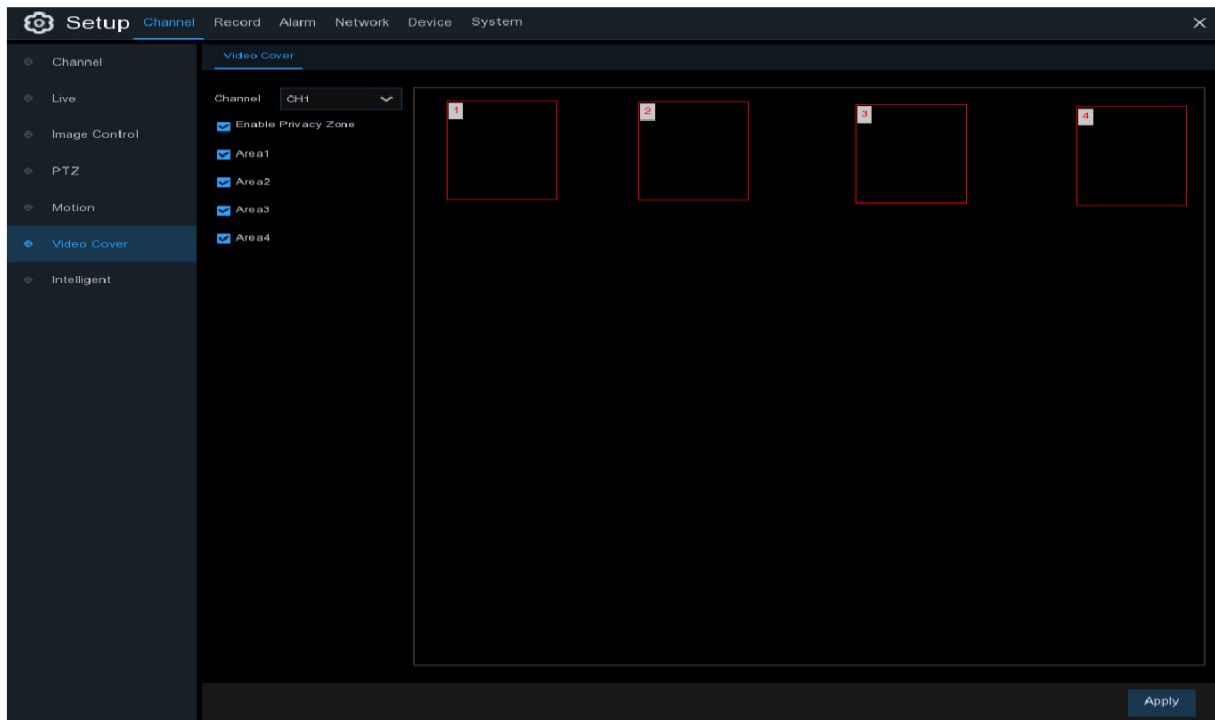 Setup Channel Record Alarm Network Device System
Channel
Live
Image Control
PTZ
Motion
Video Cover
Intelligent
Video Cover
Channel CH1
Enable Privacy Zone
Area1
Area2
Area3
Area4
1 2 3 4
Apply